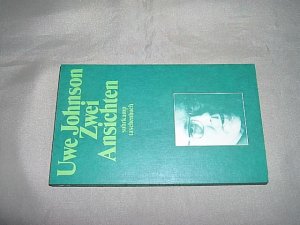 Uwe Johnson
Zwei
Ansichten
suhrkamp
taschenbuch